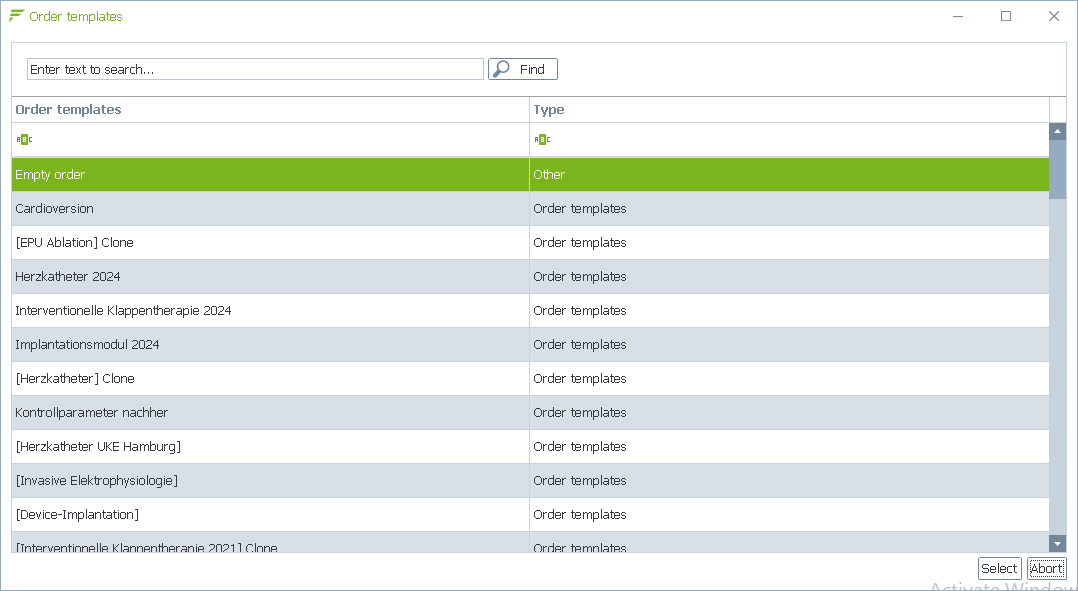 Order templates
Enter text to search...
Find
Order templates Type
ABC ABC
Empty order Other
Cardioversion Order templates
[EPU Ablation] Clone Order templates
Herzkatheter 2024 Order templates
Interventionelle Klappentherapie 2024 Order templates
Implantationsmodul 2024 Order templates
[Herzkatheter] Clone Order templates
Kontrollparameter nachher Order templates
[Herzkatheter UKE Hamburg] Order templates
[Invasive Elektrophysiologie] Order templates
[Device-Implantation] Order templates
[Interventionelle Klappentherapie 2021] Clone Order templates
Select Abort
Activate Window